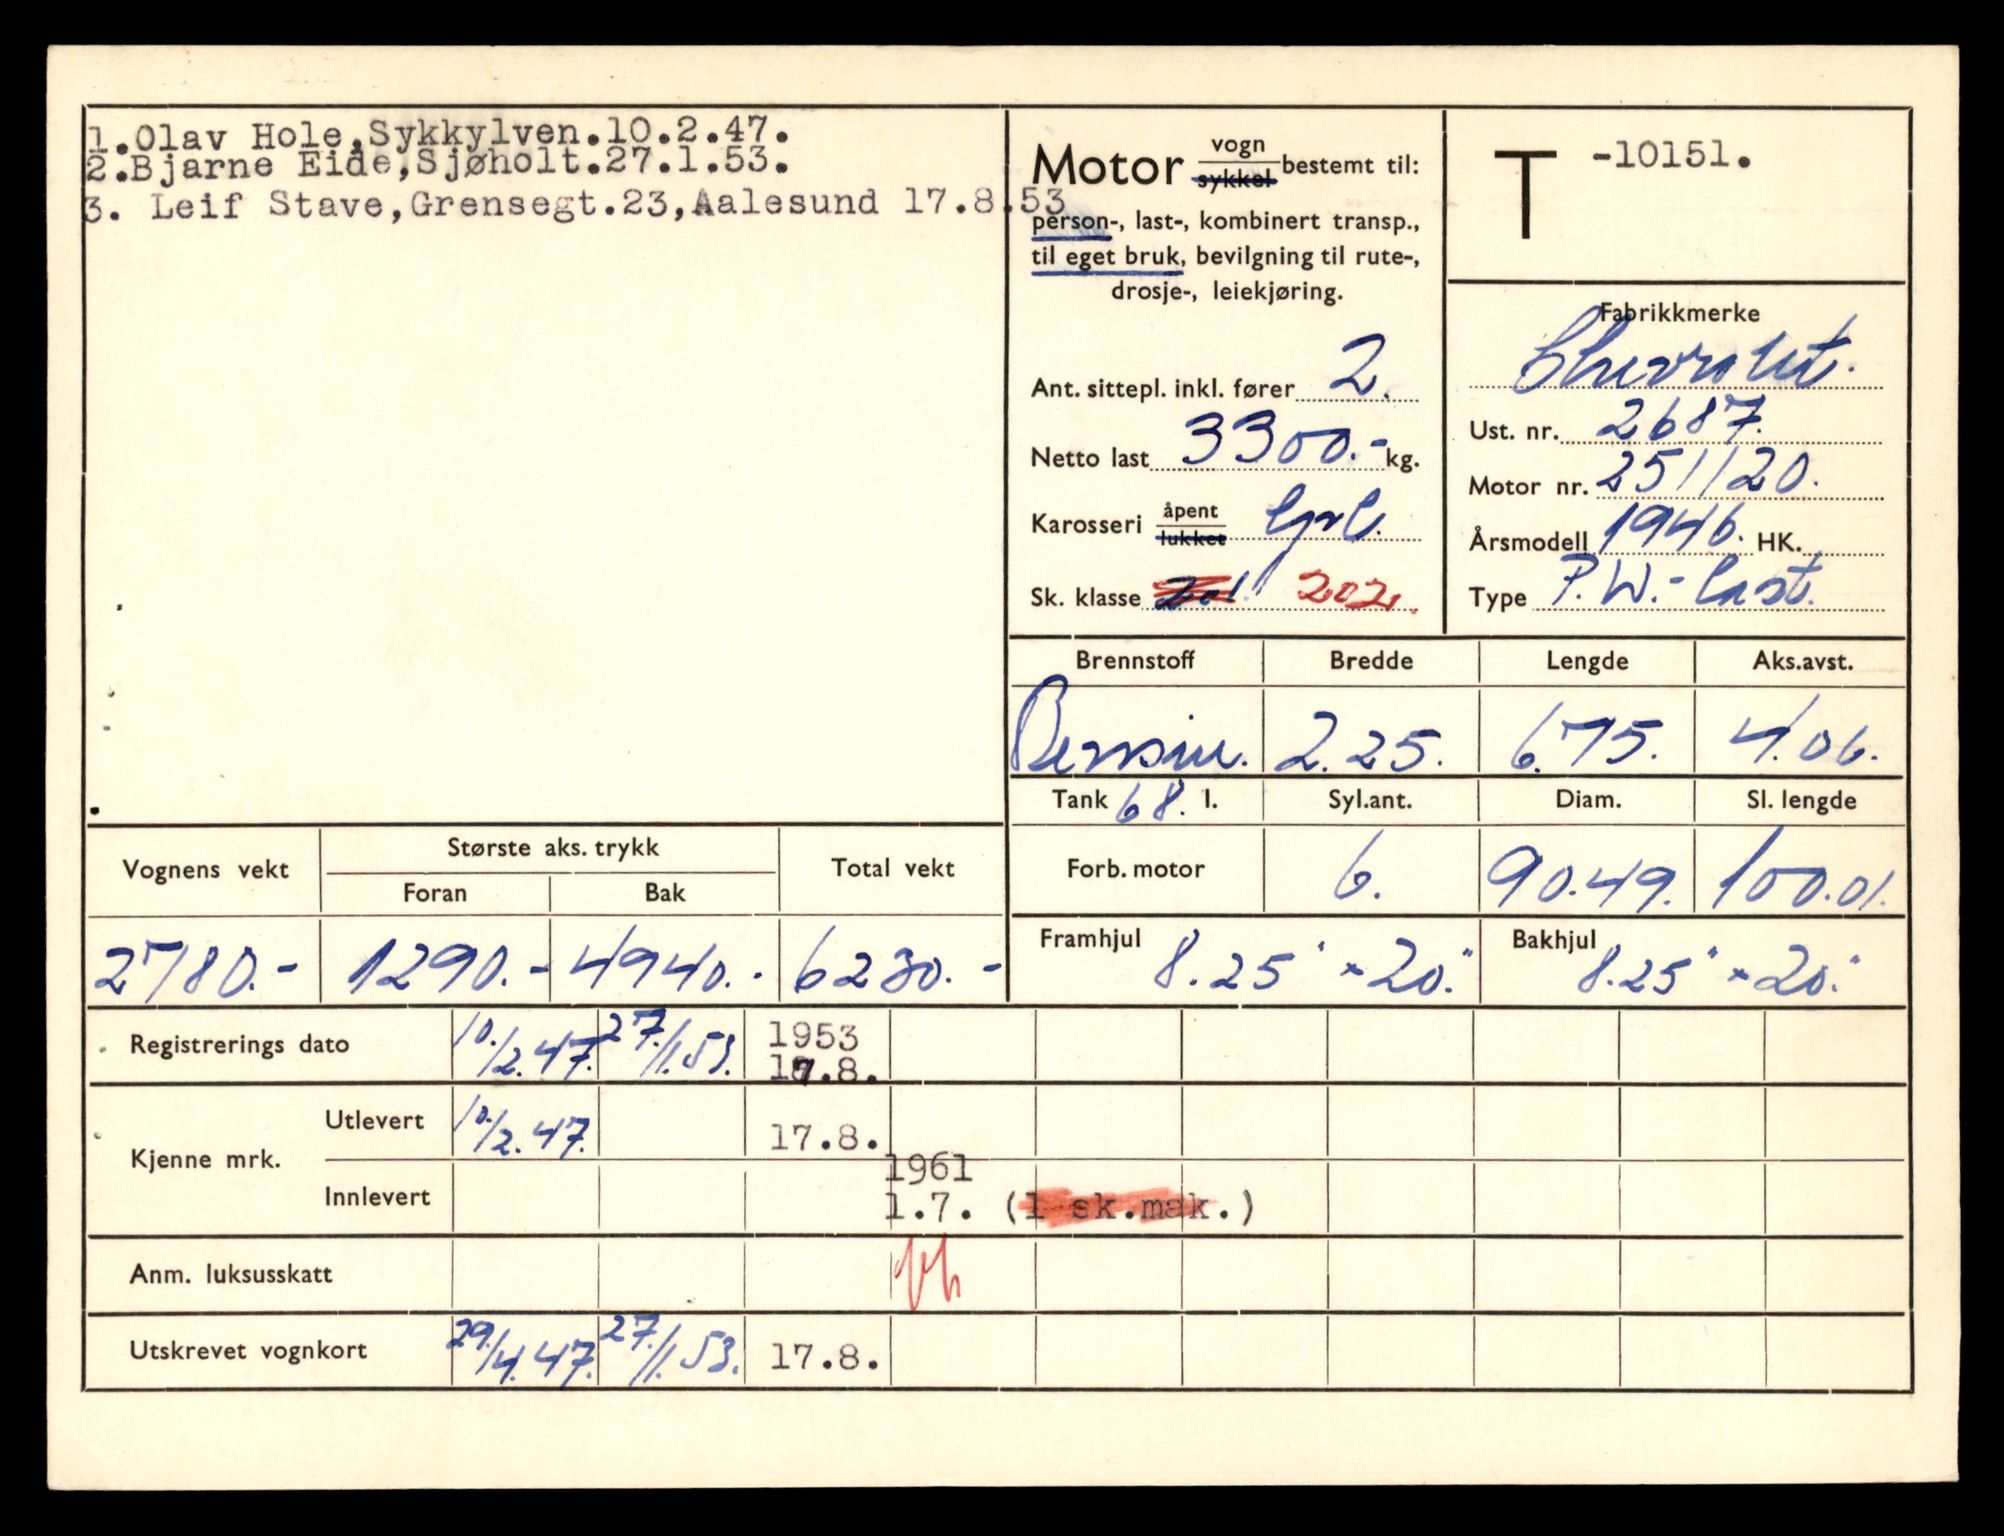 1.Olav Hole,Sykkylven.10.2.47.
2.Bjarne Eide,Sjøholt.27.1.53.
3. Leif Stave,Grensegt.23,Aalesund 17.8.53
Motor vogn sykkel bestemt til:
person-, last-, kombinert transp.,
til eget bruk, bevilgning til rute-,
drosje-, leiekjøring.
Ant. sittepl. inkl. fører 2.
Netto last 3300.- kg.
Karosseri åpent lukket
Sk. klasse 201. 202.
T -10151.
Fabrikkmerke
Chevrolet.
Ust. nr. 2687.
Motor nr. 251120.
Årsmodell 1946. HK.
Type P.W.- last.
Brennstoff Bredde Lengde Aks.avst.
Bensin. 2.25. 6.75. 4.06.
Tank 68. l. Syl.ant. Diam. Sl. lengde
Forb. motor 6. 90.49. 100.01.
Framhjul 8.25" × 20." Bakhjul 8.25" × 20."
Vognens vekt Største aks. trykk Total vekt
Foran Bak
2780.- 1290.- 4940.- 6230.-
Registrerings dato 10/2.47. 27/1.53. 1953
17.8.
Kjenne mrk. Utlevert 10/2.47. 17.8.
1961
Innlevert 1.7. (1 sk.mak.)
Anm. luksusskatt
Utskrevet vognkort 29/4.47. 27/1.53. 17.8.